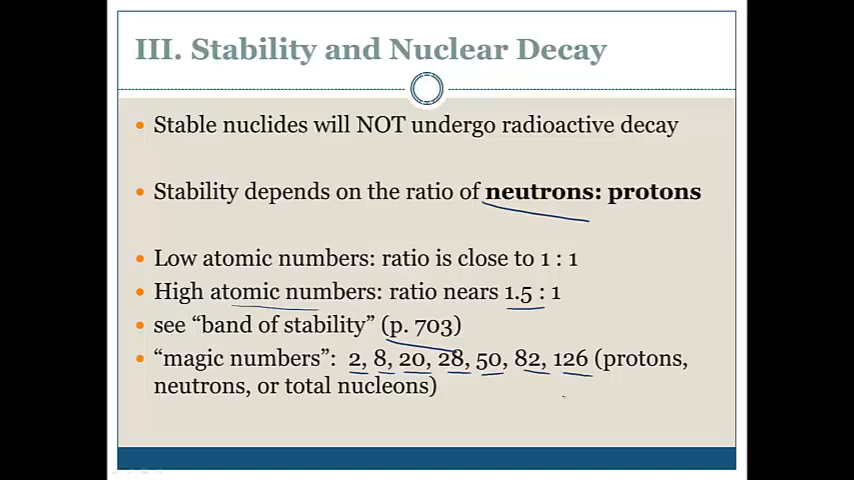 III. Stability and Nuclear Decay
• Stable nuclides will NOT undergo radioactive decay
• Stability depends on the ratio of neutrons: protons
• Low atomic numbers: ratio is close to 1 : 1
• High atomic numbers: ratio nears 1.5 : 1
• see “band of stability” (p. 703)
• “magic numbers”: 2, 8, 20, 28, 50, 82, 126 (protons,
neutrons, or total nucleons)